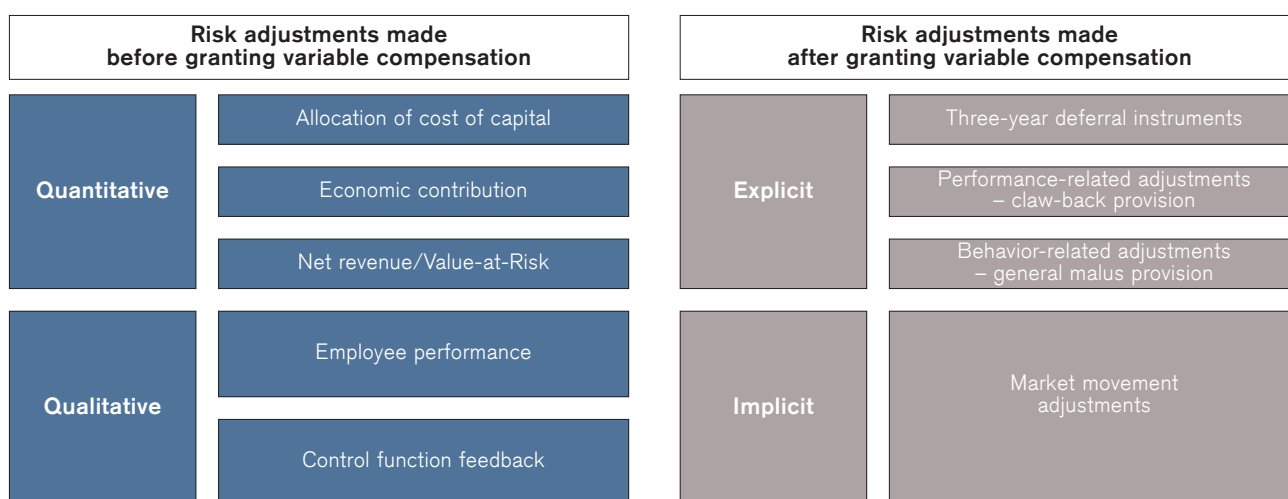 Risk adjustments made
before granting variable compensation
Quantitative
Allocation of cost of capital
Economic contribution
Net revenue/Value-at-Risk
Qualitative
Employee performance
Control function feedback
Risk adjustments made
after granting variable compensation
Explicit
Three-year deferral instruments
Performance-related adjustments
– claw-back provision
Behavior-related adjustments
– general malus provision
Implicit
Market movement
adjustments